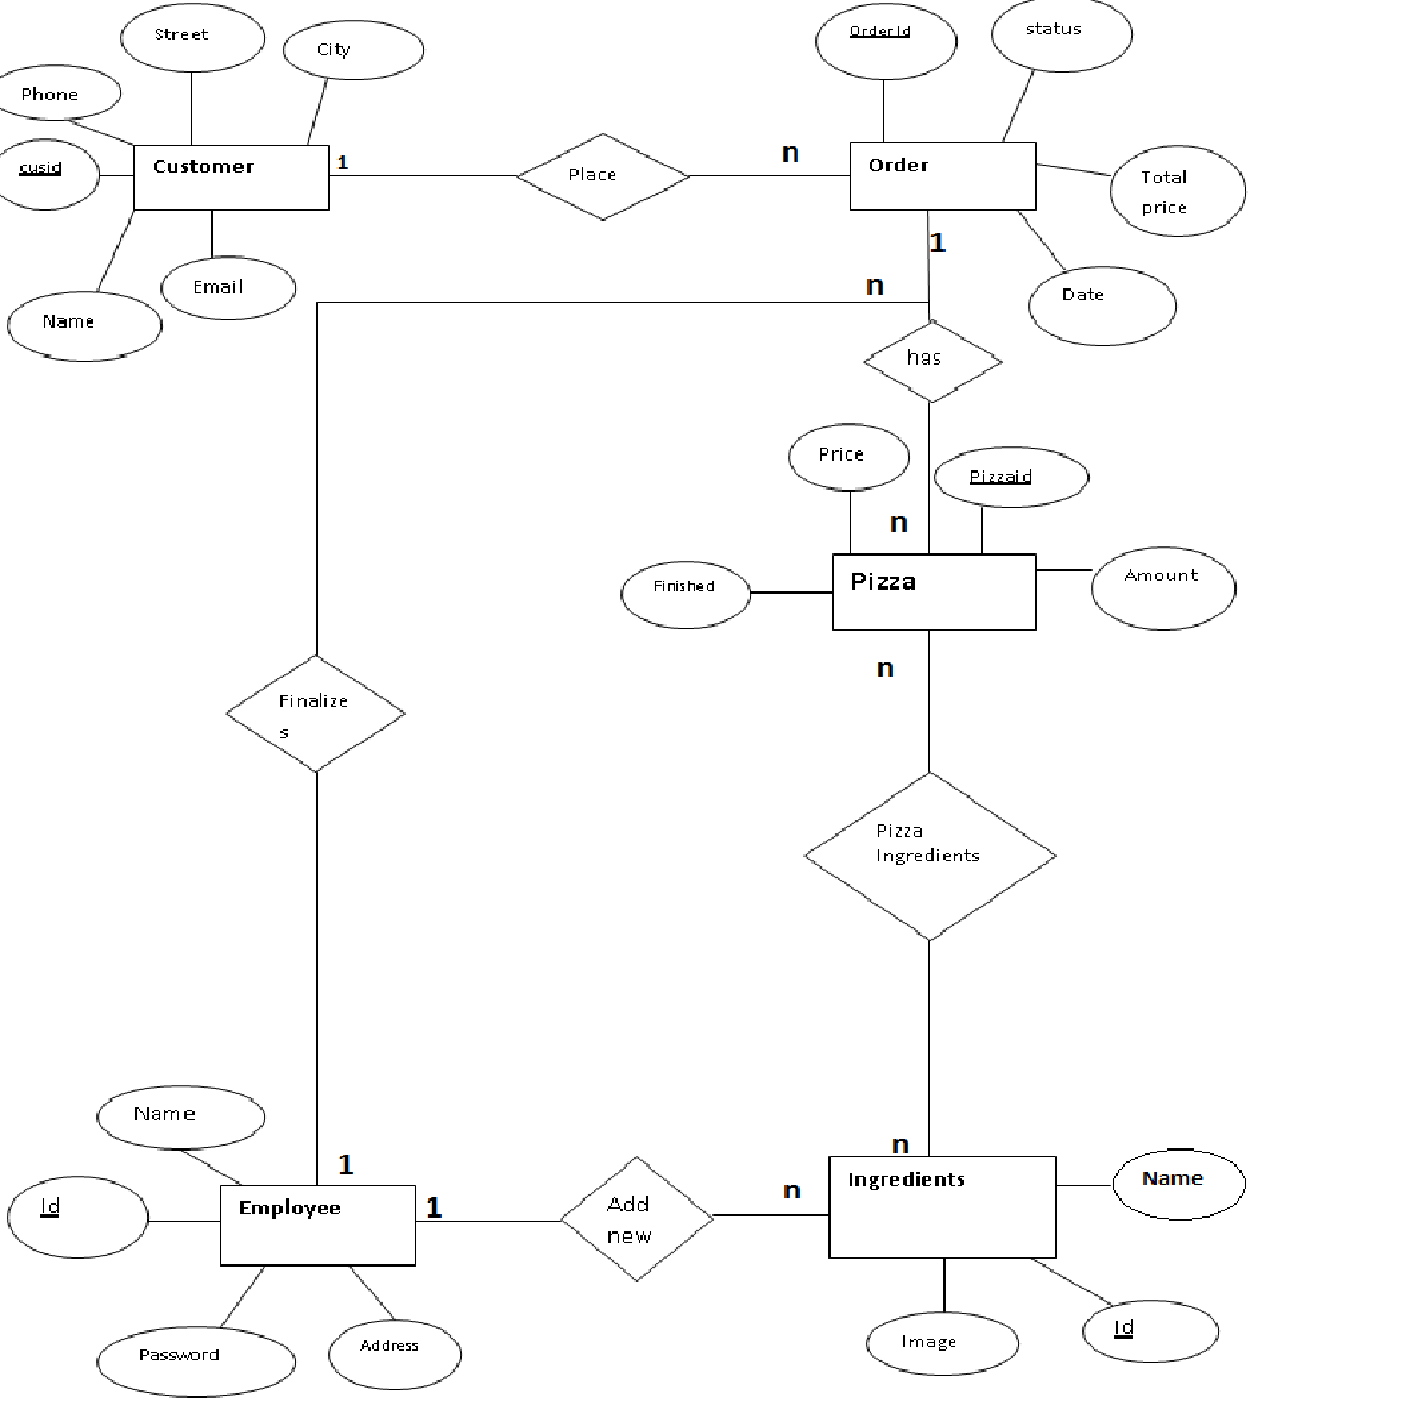 Street
City
Phone
cusid
Customer
Name
Email
1
Place
n
OrderId
status
Order
Total
price
Date
1
n
has
Price
Pizzaid
n
Finished
Pizza
Amount
n
Finalize
s
Pizza
Ingredients
n
Name
Id
1
Employee
1
Password
Address
Add
new
n
Ingredients
Name
Image
Id